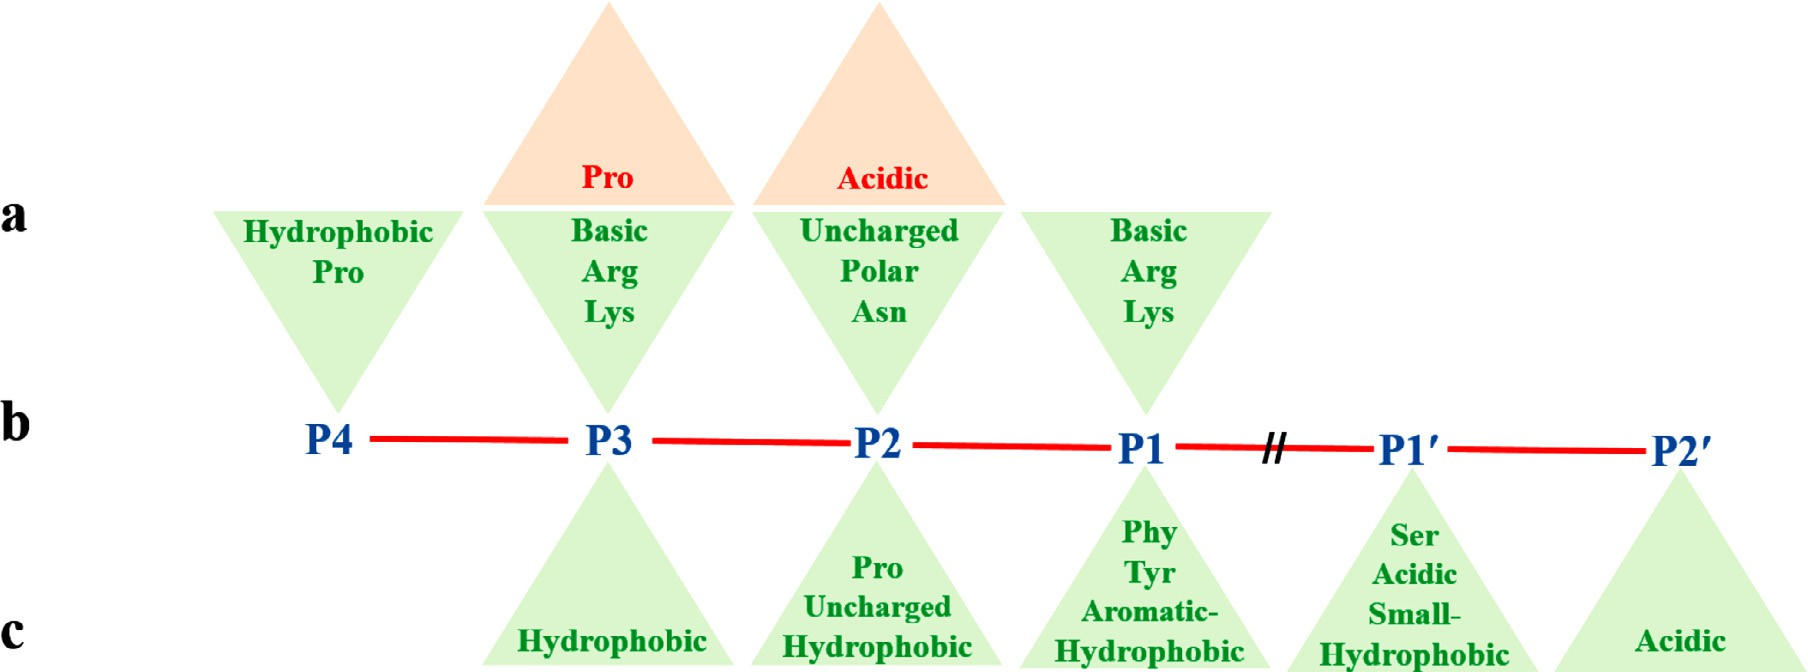 Pro
Acidic
a
Hydrophobic
Pro
Basic
Arg
Lys
Uncharged
Polar
Asn
Basic
Arg
Lys
b
P4
P3
P2
P1
//
P1′
P2′
c
Hydrophobic
Pro
Uncharged
Hydrophobic
Phy
Tyr
Aromatic-
Hydrophobic
Ser
Acidic
Small-
Hydrophobic
Acidic